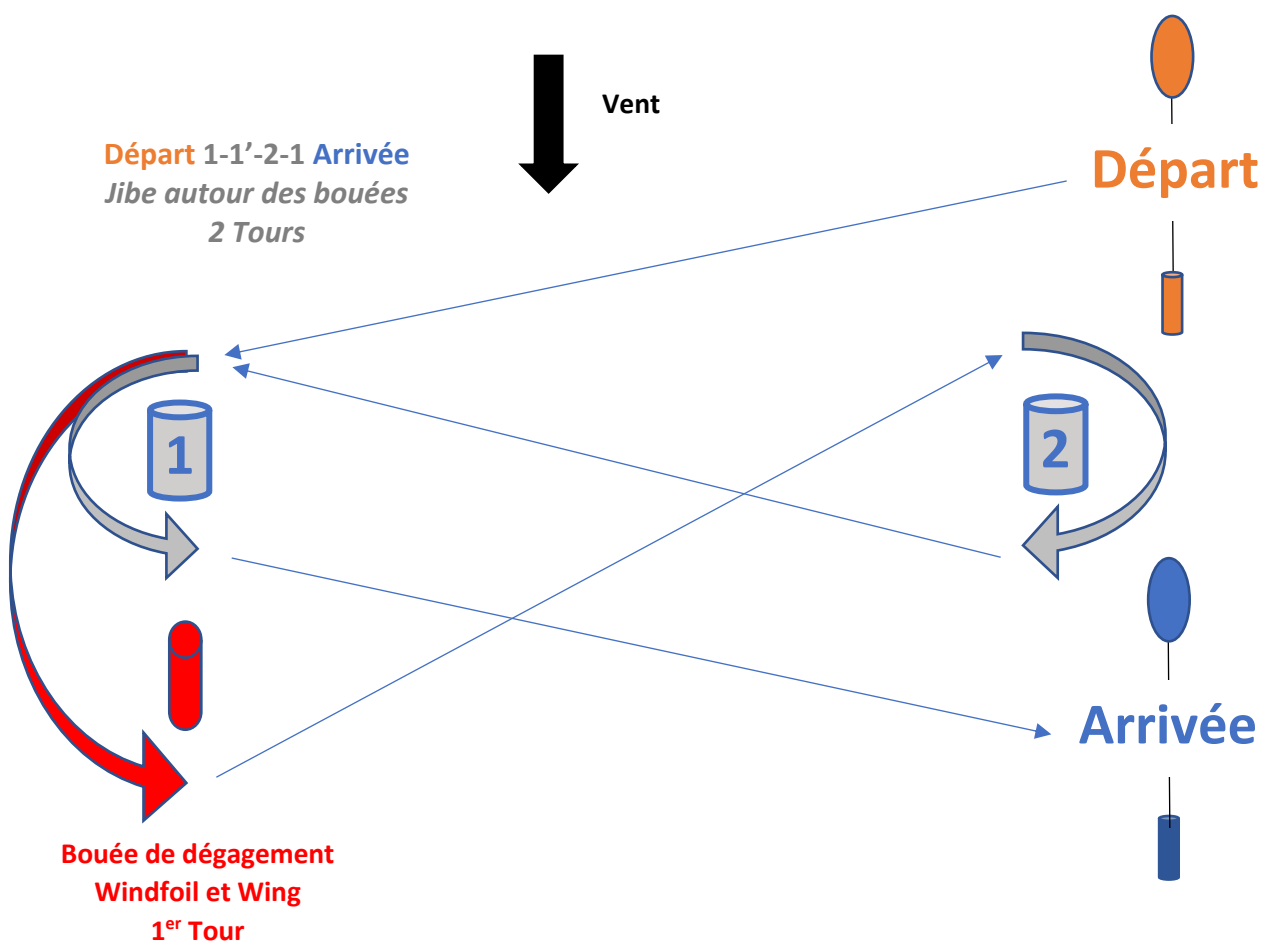 Vent
Départ 1-1’-2-1 Arrivée
Jibe autour des bouées
2 Tours
Départ
1
2
Arrivée
Bouée de dégagement
Windfoil et Wing
1er Tour